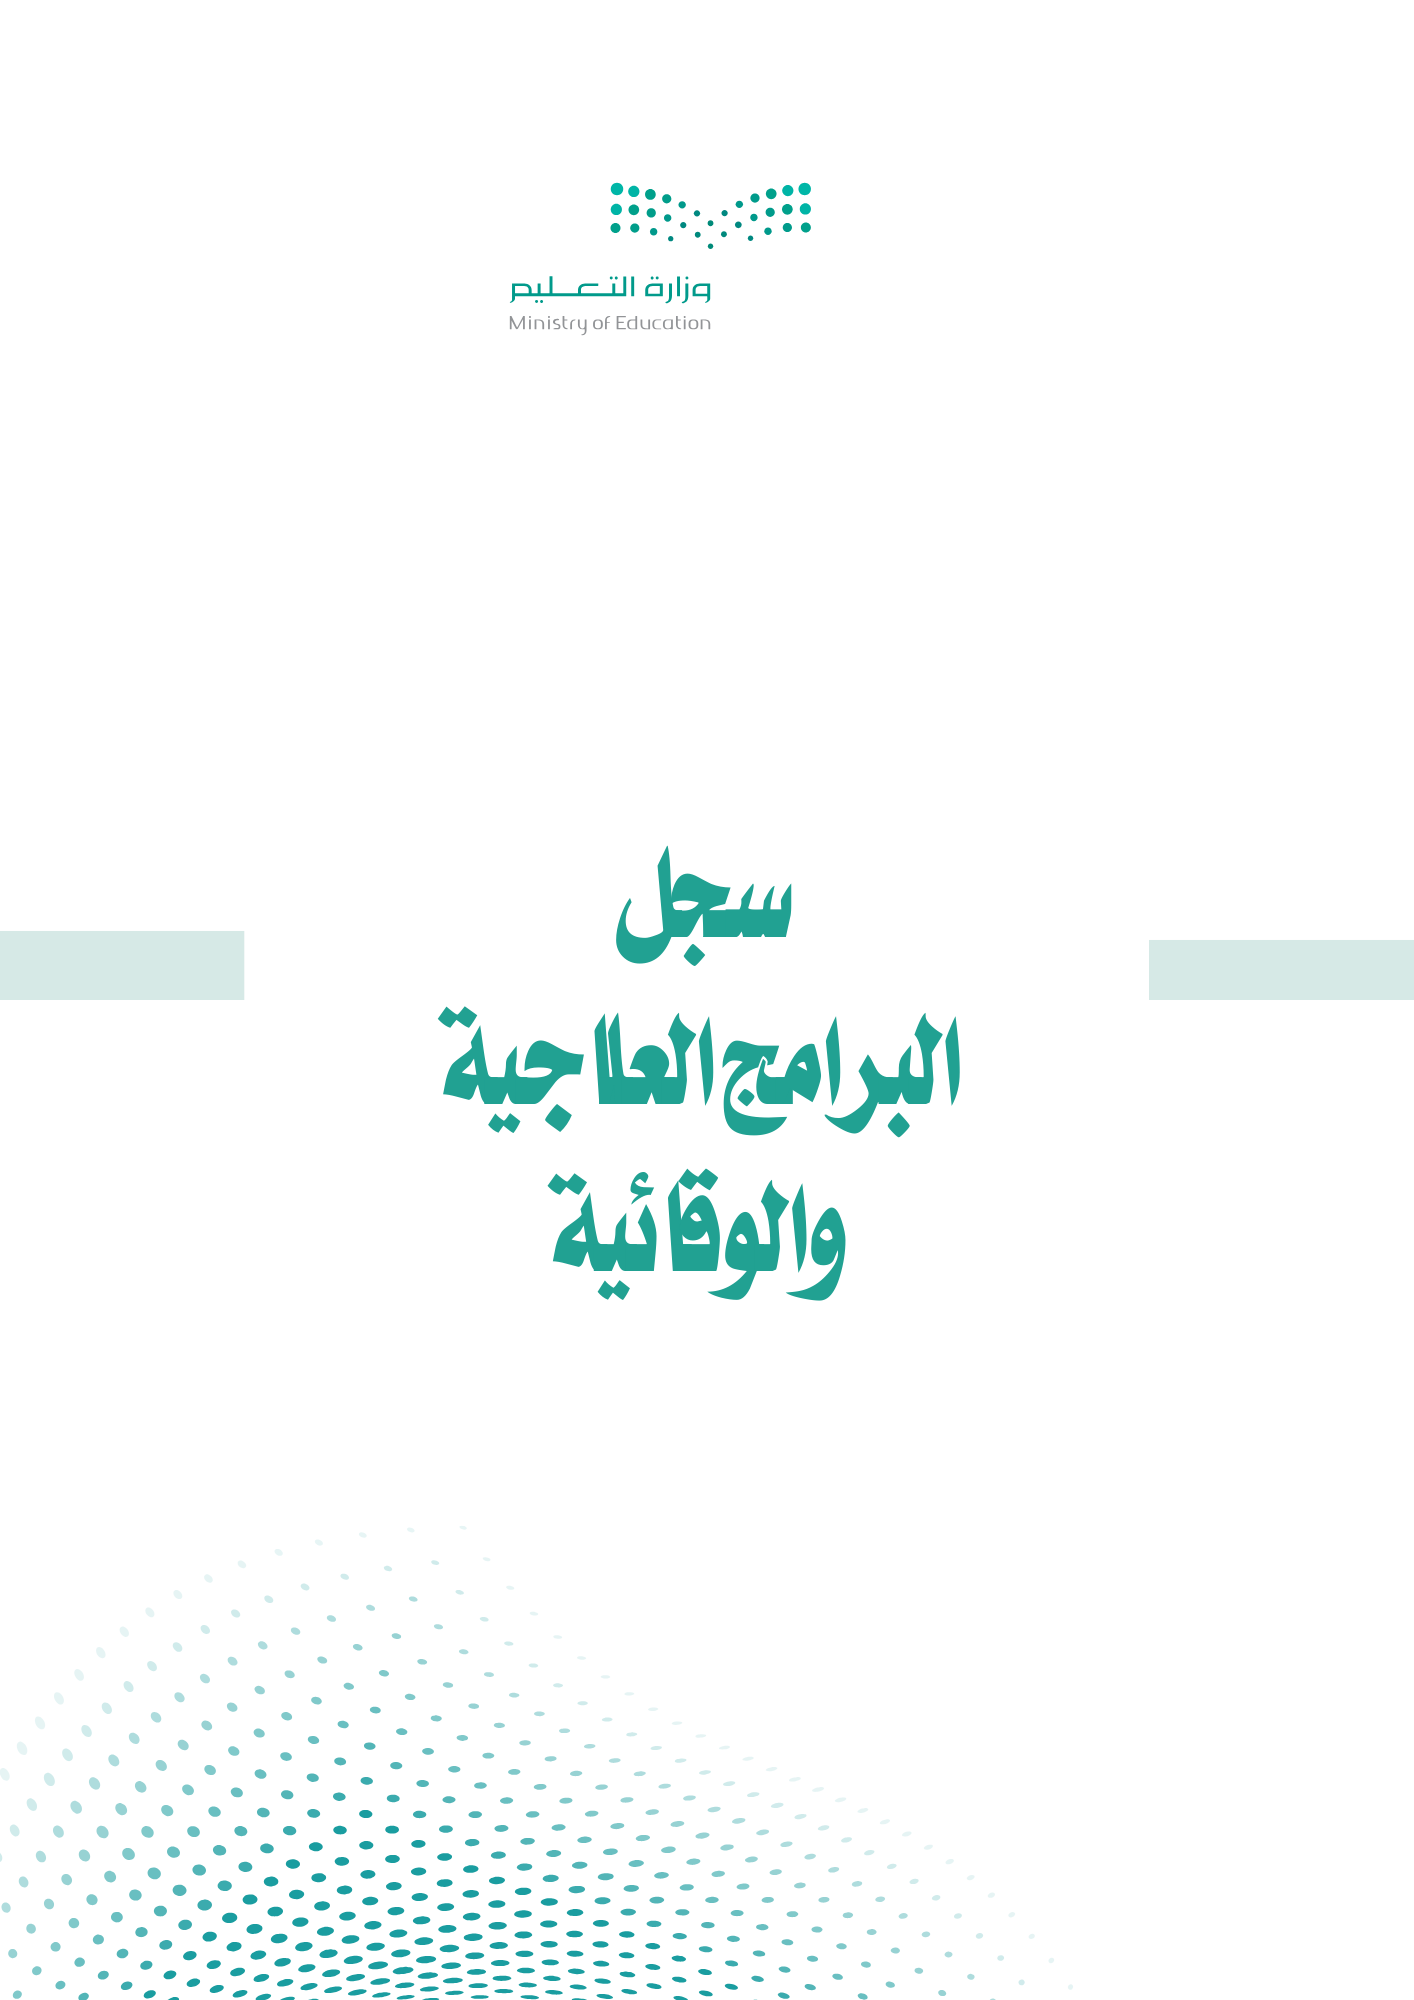 وزارة التعليم
Ministry of Education
سجل
البرامج العلاجية
والوقائية